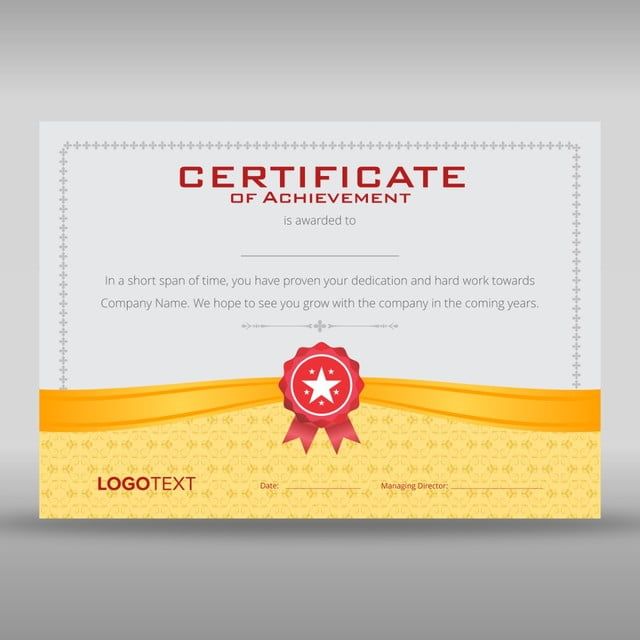 CERTIFICATE
OF ACHIEVEMENT
is awarded to
In a short span of time, you have proven your dedication and hard work towards
Company Name. We hope to see you grow with the company in the coming years.
LOGOTEXT
Date:
Managing Director: